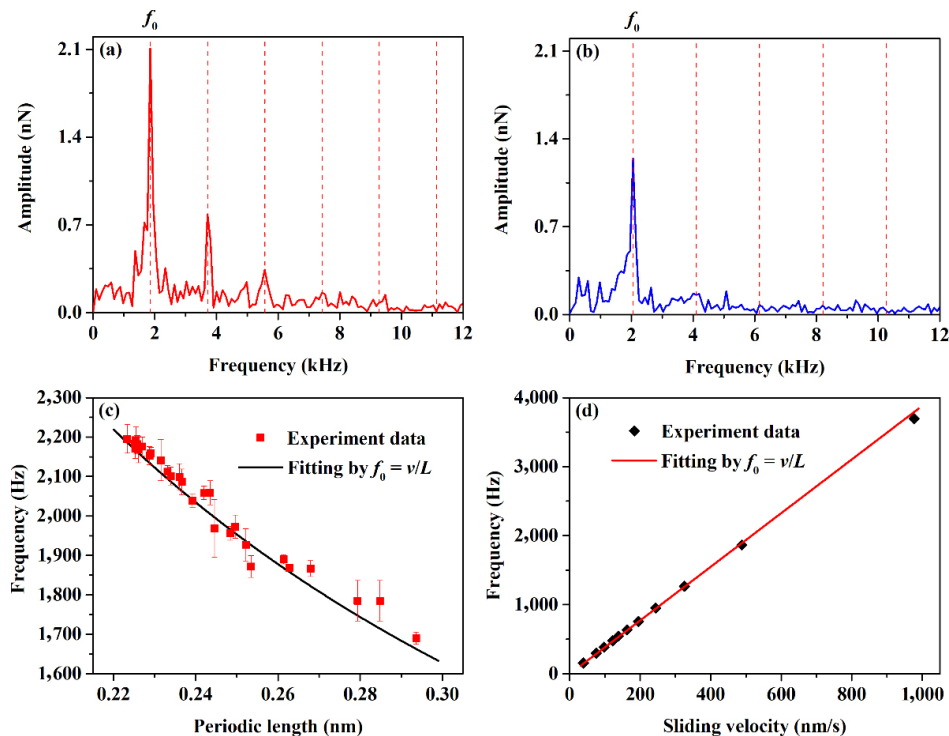 f₀
(a)
2.1
1.4
0.7
0.0
Amplitude (nN)
0 2 4 6 8 10 12
Frequency (kHz)
f₀
(b)
2.1
1.4
0.7
0.0
Amplitude (nN)
0 2 4 6 8 10 12
Frequency (kHz)
(c)
2,300
2,200
2,100
2,000
1,900
1,800
1,700
1,600
Frequency (Hz)
Experiment data
Fitting by f₀ = v/L
0.22 0.24 0.26 0.28 0.30
Periodic length (nm)
(d)
4,000
3,000
2,000
1,000
0
Frequency (Hz)
Experiment data
Fitting by f₀ = v/L
0 200 400 600 800 1,000
Sliding velocity (nm/s)